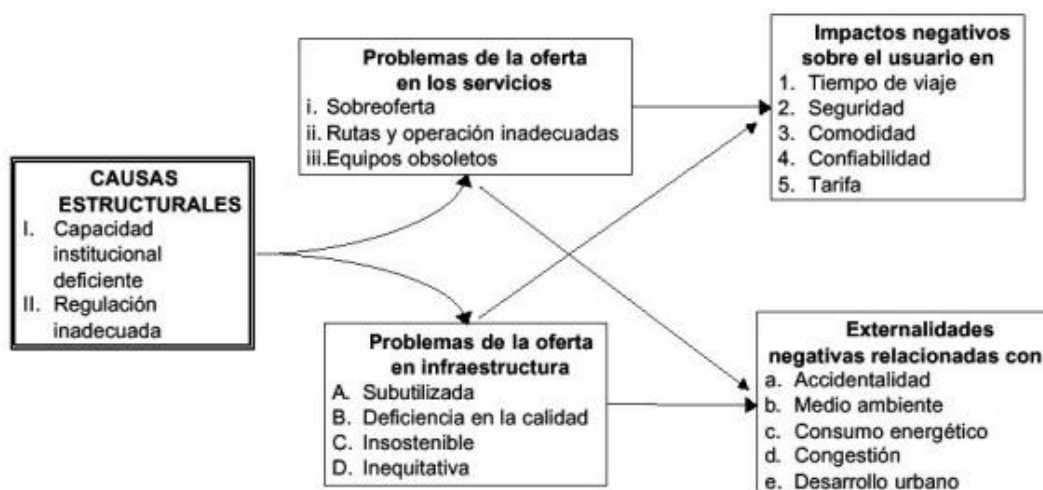 CAUSAS
ESTRUCTURALES
I. Capacidad
institucional
deficiente
II. Regulación
inadecuada
Problemas de la oferta
en los servicios
i. Sobreoferta
ii. Rutas y operación inadecuadas
iii.Equipos obsoletos
Problemas de la oferta
en infraestructura
A. Subutilizada
B. Deficiencia en la calidad
C. Insostenible
D. Inequitativa
Impactos negativos
sobre el usuario en
1. Tiempo de viaje
2. Seguridad
3. Comodidad
4. Confiabilidad
5. Tarifa
Externalidades
negativas relacionadas con
a. Accidentalidad
b. Medio ambiente
c. Consumo energético
d. Congestión
e. Desarrollo urbano